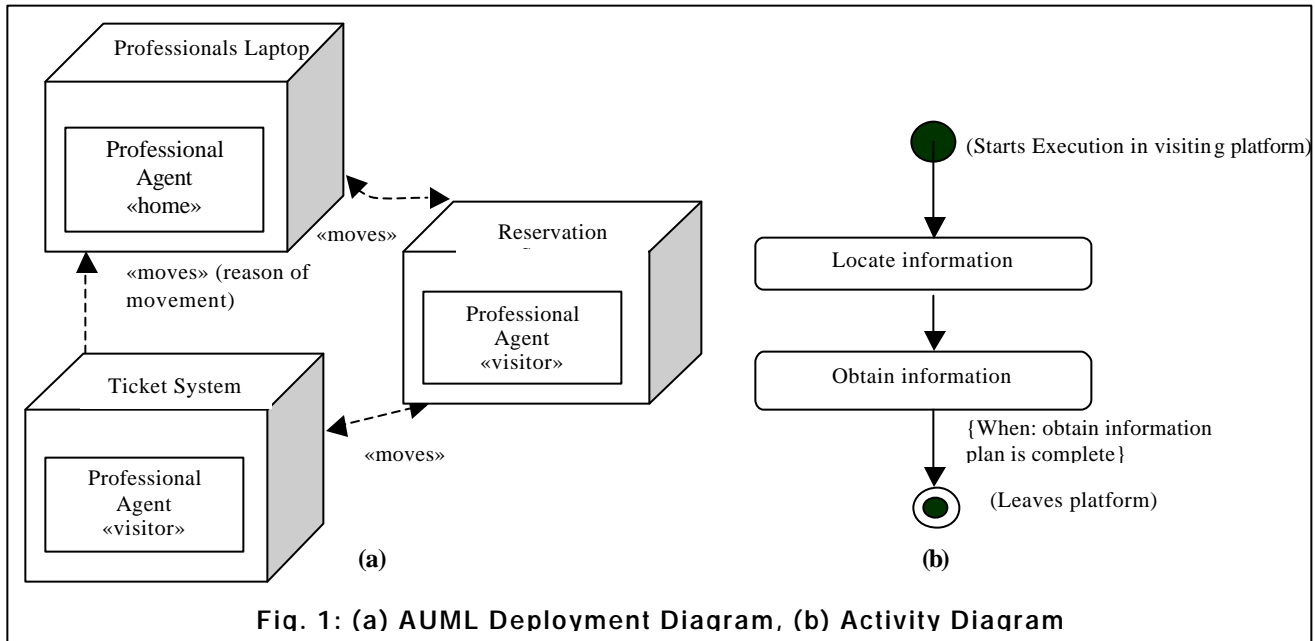 Professionals Laptop
Professional
Agent
«home»
«moves»
«moves» (reason of
movement)
Reservation
Professional
Agent
«visitor»
Ticket System
Professional
Agent
«visitor»
«moves»
(a)
(Starts Execution in visiting platform)
Locate information
Obtain information
{When: obtain information
plan is complete}
(Leaves platform)
(b)
Fig. 1: (a) AUML Deployment Diagram, (b) Activity Diagram